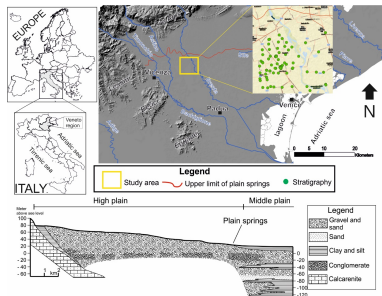 EUROPE
Veneto
region
Adriatic
sea
Tirrenic
sea
ITALY
Vicenza
Padua
Venice
lagoon
Adriatic sea
N
0 10 20
Kilometers
Legend
Study area
Upper limit of plain springs
Stratigraphy
High plain
Middle plain
Meter
above sea level
Plain springs
100
80
60
40
20
0
-20
-40
-60
1 km
0
-20
-40
-60
-80
-100
-120
Legend
Gravel and
sand
Sand
Clay and silt
Conglomerate
Calcarenite